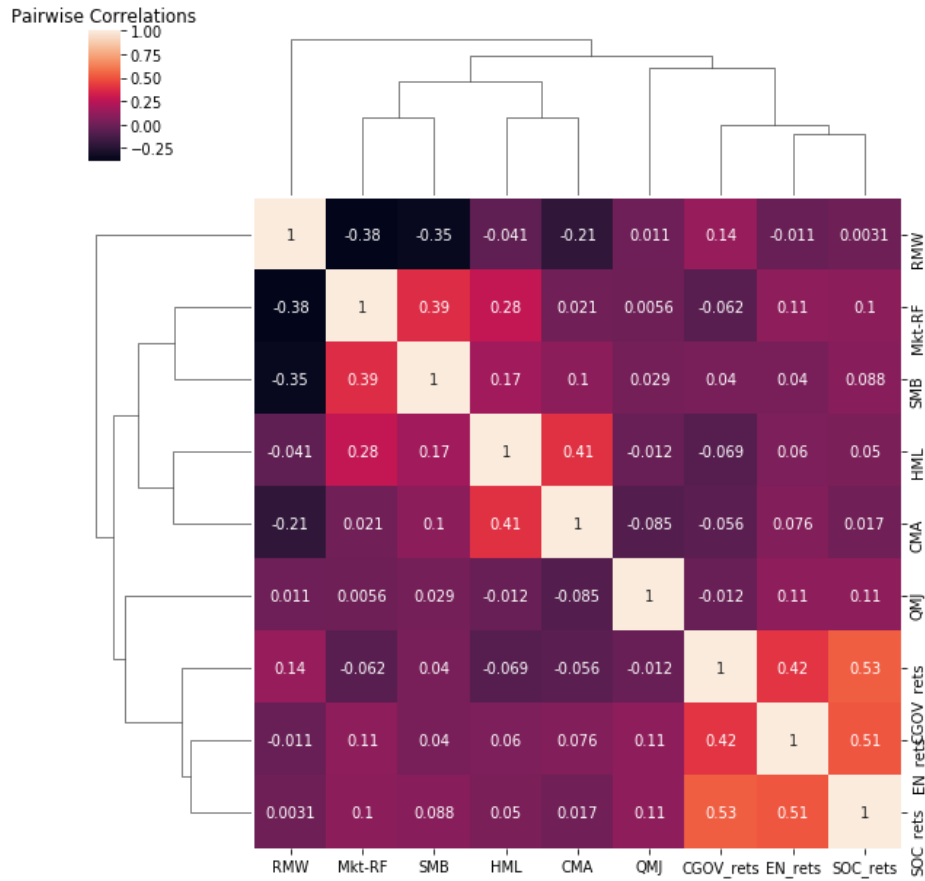 Pairwise Correlations
1.00
0.75
0.50
0.25
0.00
−0.25
1 -0.38 -0.35 -0.041 -0.21 0.011 0.14 -0.011 0.0031 RMW
-0.38 1 0.39 0.28 0.021 0.0056 -0.062 0.11 0.1 Mkt-RF
-0.35 0.39 1 0.17 0.1 0.029 0.04 0.04 0.088 SMB
-0.041 0.28 0.17 1 0.41 -0.012 -0.069 0.06 0.05 HML
-0.21 0.021 0.1 0.41 1 -0.085 -0.056 0.076 0.017 CMA
0.011 0.0056 0.029 -0.012 -0.085 1 -0.012 0.11 0.11 QMJ
0.14 -0.062 0.04 -0.069 -0.056 -0.012 1 0.42 0.53 CGOV_rets
-0.011 0.11 0.04 0.06 0.076 0.11 0.42 1 0.51 EN_rets
0.0031 0.1 0.088 0.05 0.017 0.11 0.53 0.51 1 SOC_rets
RMW Mkt-RF SMB HML CMA QMJ CGOV_rets EN_rets SOC_rets